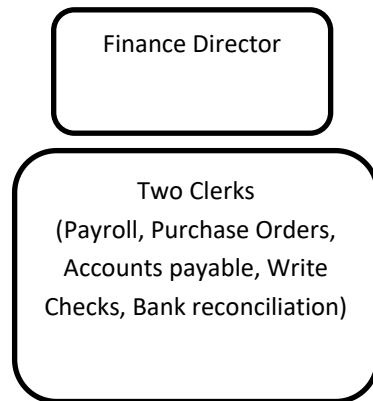 Finance Director
Two Clerks
(Payroll, Purchase Orders,
Accounts payable, Write
Checks, Bank reconciliation)